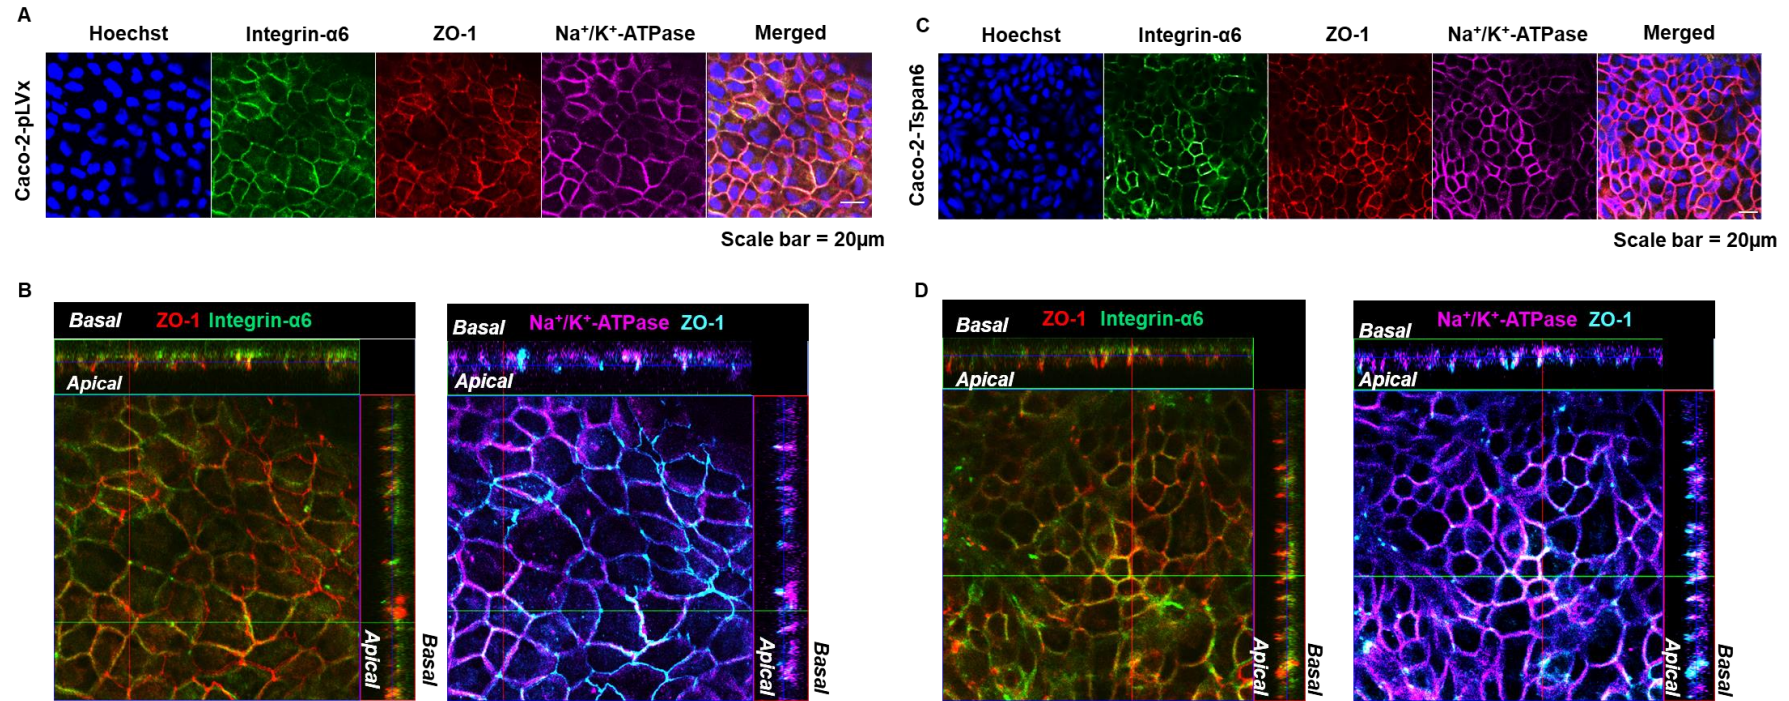 A
Hoechst Integrin-α6 ZO-1 Na⁺/K⁺-ATPase Merged
Caco-2-pLVx
Scale bar = 20μm
C
Hoechst Integrin-α6 ZO-1 Na⁺/K⁺-ATPase Merged
Caco-2-Tspan6
Scale bar = 20μm
B
Basal ZO-1 Integrin-α6
Apical
Apical
Basal
Basal Na⁺/K⁺-ATPase ZO-1
Apical
Apical
Basal
D
Basal ZO-1 Integrin-α6
Apical
Apical
Basal
Basal Na⁺/K⁺-ATPase ZO-1
Apical
Apical
Basal